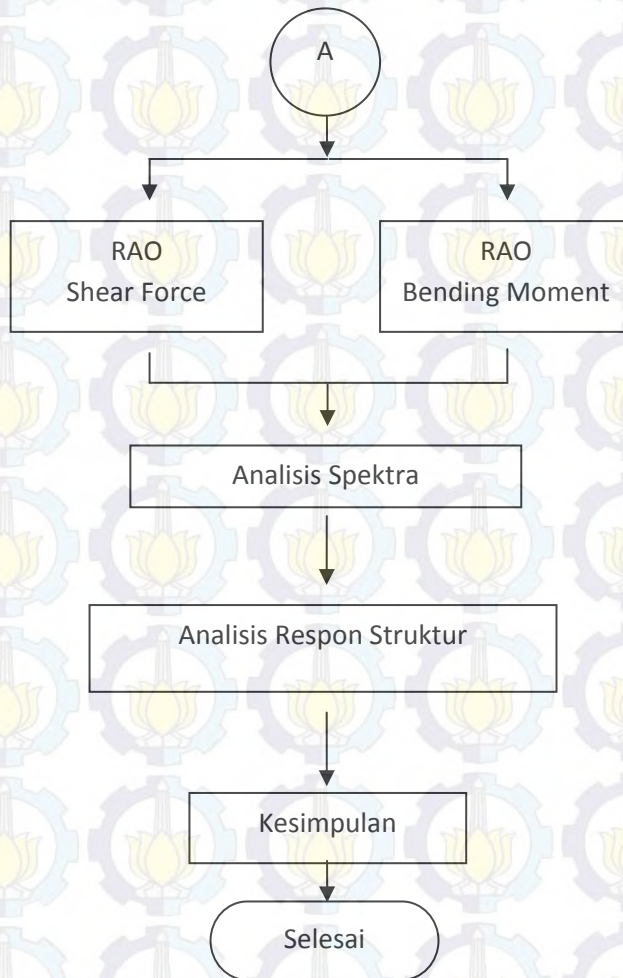 A
RAO
Shear Force
RAO
Bending Moment
Analisis Spektra
Analisis Respon Struktur
Kesimpulan
Selesai